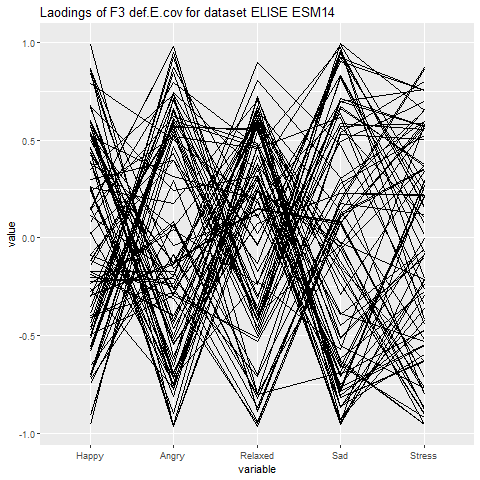 Laodings of F3 def.E.cov for dataset ELISE ESM14
1.0
0.5
0.0
-0.5
-1.0
value
Happy Angry Relaxed Sad Stress
variable